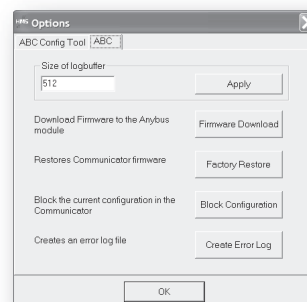 HMS Options
ABC Config Tool ABC
Size of logbuffer
512
Apply
Download Firmware to the Anybus
module
Firmware Download
Restores Communicator firmware
Factory Restore
Block the current configuration in the
Communicator
Block Configuration
Creates an error log file
Create Error Log
OK